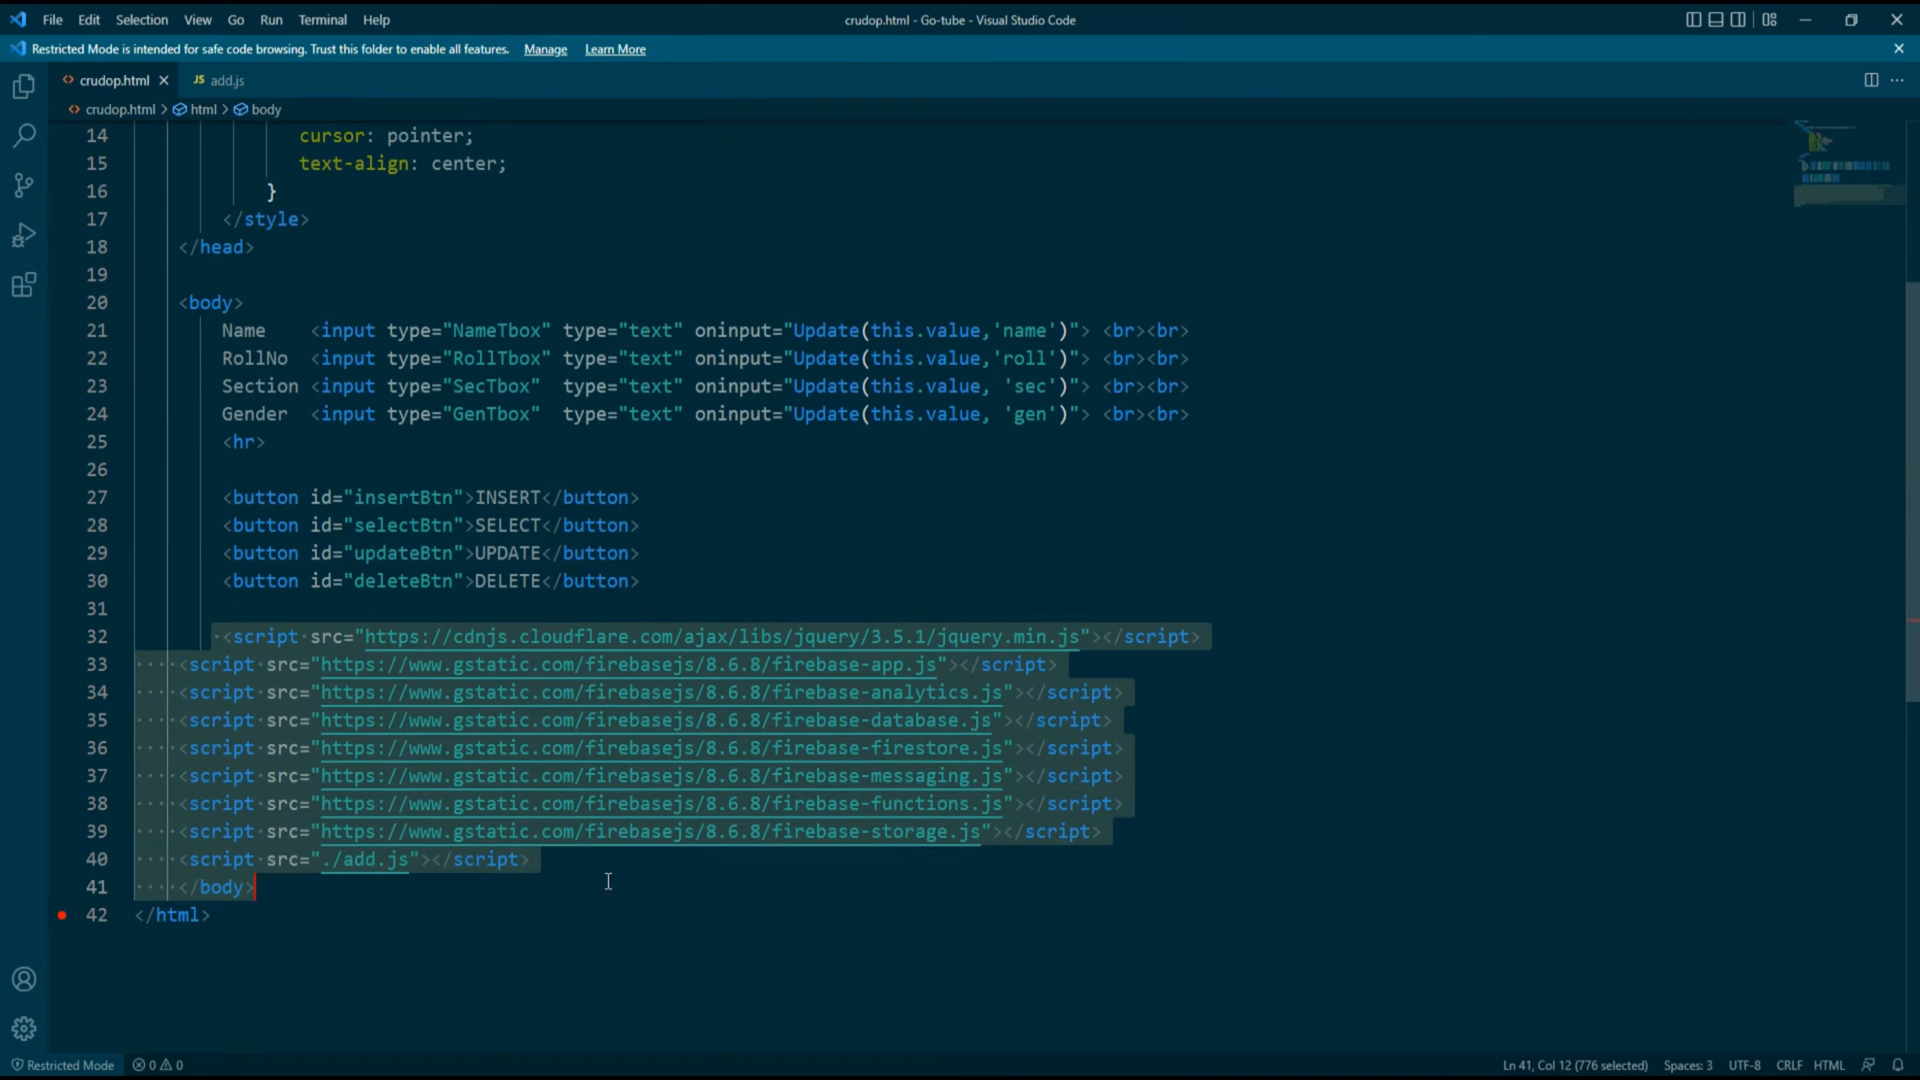 File Edit Selection View Go Run Terminal Help
crudop.html - Go-tube - Visual Studio Code
Restricted Mode is intended for safe code browsing. Trust this folder to enable all features. Manage Learn More
<> crudop.html JS add.js
<> crudop.html > html > body
14 cursor: pointer;
15 text-align: center;
16 }
17 </style>
18 </head>
19
20 <body>
21 Name <input type="NameTbox" type="text" oninput="Update(this.value,'name')"> <br><br>
22 RollNo <input type="RollTbox" type="text" oninput="Update(this.value,'roll')"> <br><br>
23 Section <input type="SecTbox" type="text" oninput="Update(this.value, 'sec')"> <br><br>
24 Gender <input type="GenTbox" type="text" oninput="Update(this.value, 'gen')"> <br><br>
25 <hr>
26
27 <button id="insertBtn">INSERT</button>
28 <button id="selectBtn">SELECT</button>
29 <button id="updateBtn">UPDATE</button>
30 <button id="deleteBtn">DELETE</button>
31
32 <script src="https://cdnjs.cloudflare.com/ajax/libs/jquery/3.5.1/jquery.min.js"></script>
33 <script src="https://www.gstatic.com/firebasejs/8.6.8/firebase-app.js"></script>
34 <script src="https://www.gstatic.com/firebasejs/8.6.8/firebase-analytics.js"></script>
35 <script src="https://www.gstatic.com/firebasejs/8.6.8/firebase-database.js"></script>
36 <script src="https://www.gstatic.com/firebasejs/8.6.8/firebase-firestore.js"></script>
37 <script src="https://www.gstatic.com/firebasejs/8.6.8/firebase-messaging.js"></script>
38 <script src="https://www.gstatic.com/firebasejs/8.6.8/firebase-functions.js"></script>
39 <script src="https://www.gstatic.com/firebasejs/8.6.8/firebase-storage.js"></script>
40 <script src="./add.js"></script>
41 </body>
42 </html>
Restricted Mode 0 0 Ln 41, Col 12 (776 selected) Spaces: 3 UTF-8 CRLF HTML